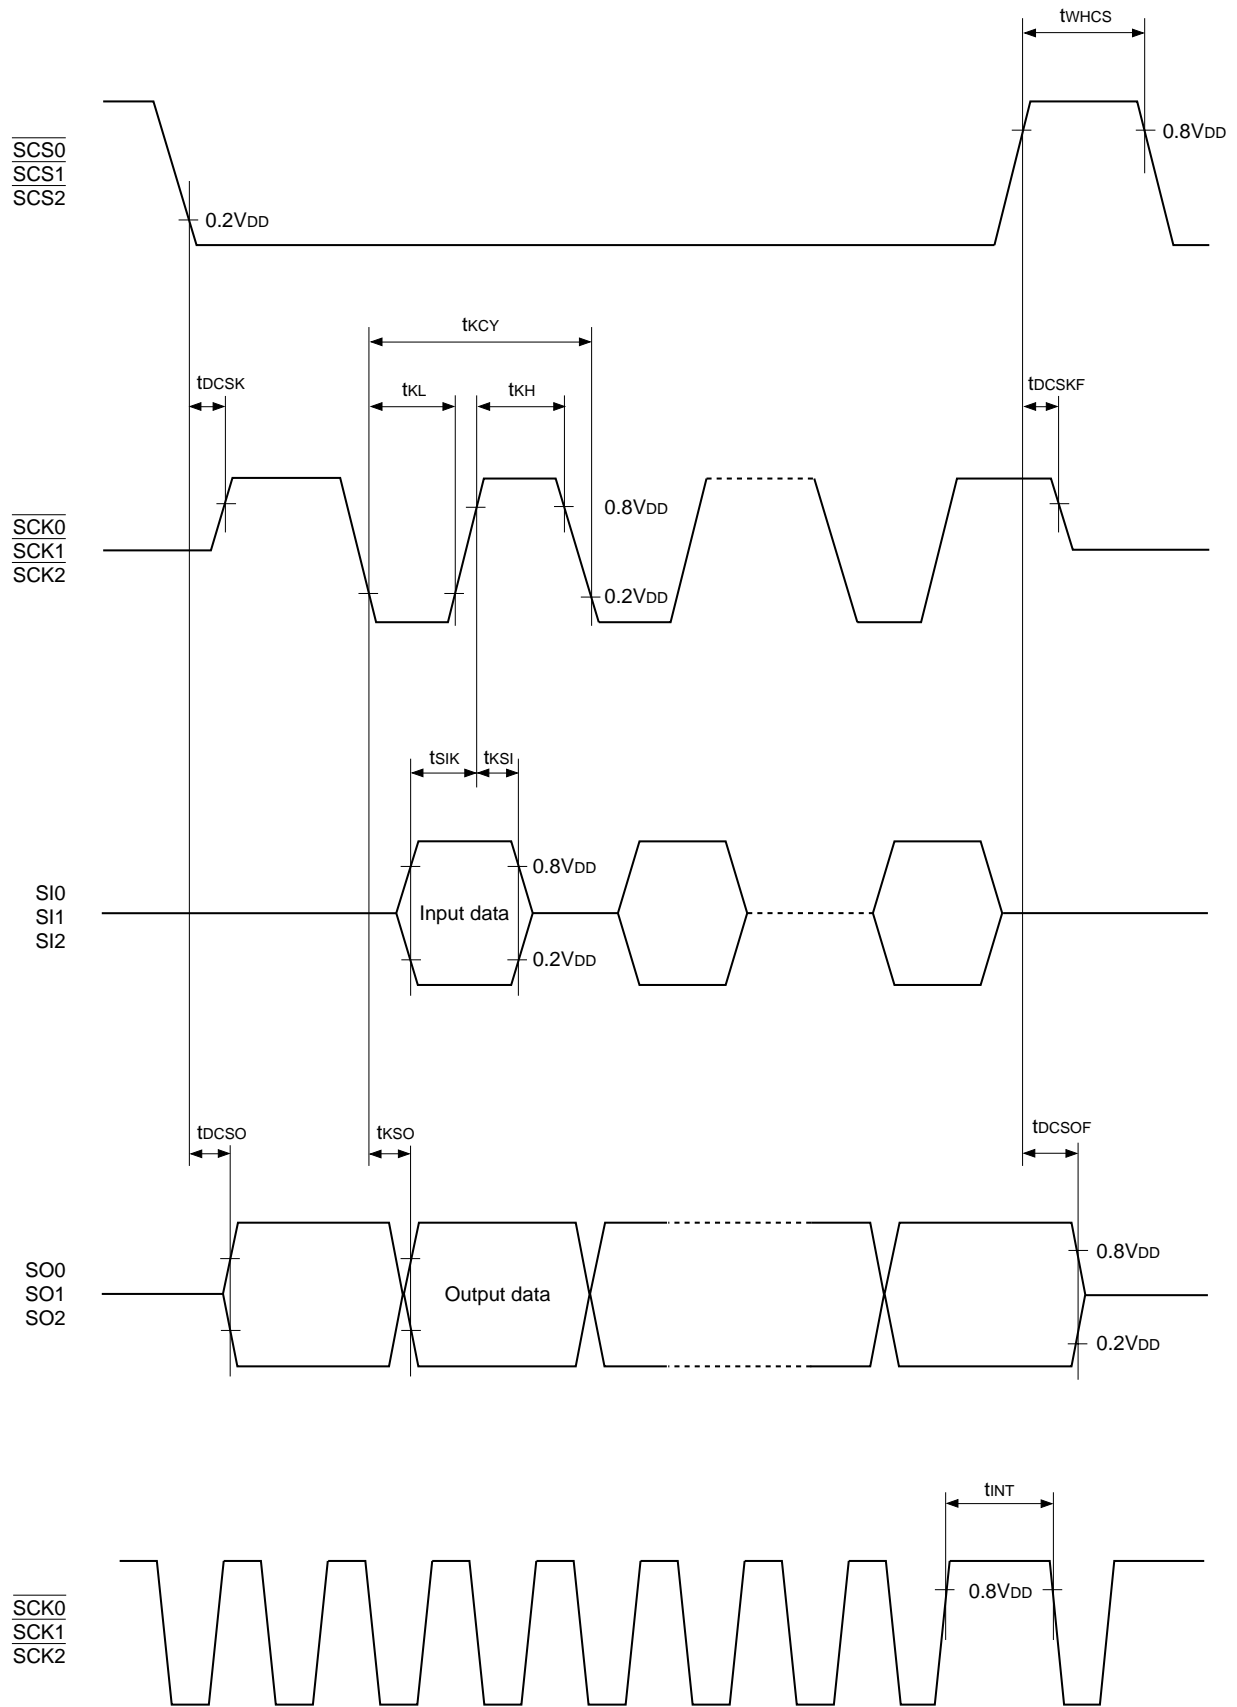 tWHCS
SCS0
SCS1
SCS2
0.8VDD
0.2VDD
tKCY
tDCSK
tKL
tKH
tDCSKF
SCK0
SCK1
SCK2
0.8VDD
0.2VDD
tSIK
tKSI
SI0
SI1
SI2
0.8VDD
Input data
0.2VDD
tDCSO
tKSO
tDCSOF
SO0
SO1
SO2
0.8VDD
Output data
0.2VDD
tINT
SCK0
SCK1
SCK2
0.8VDD